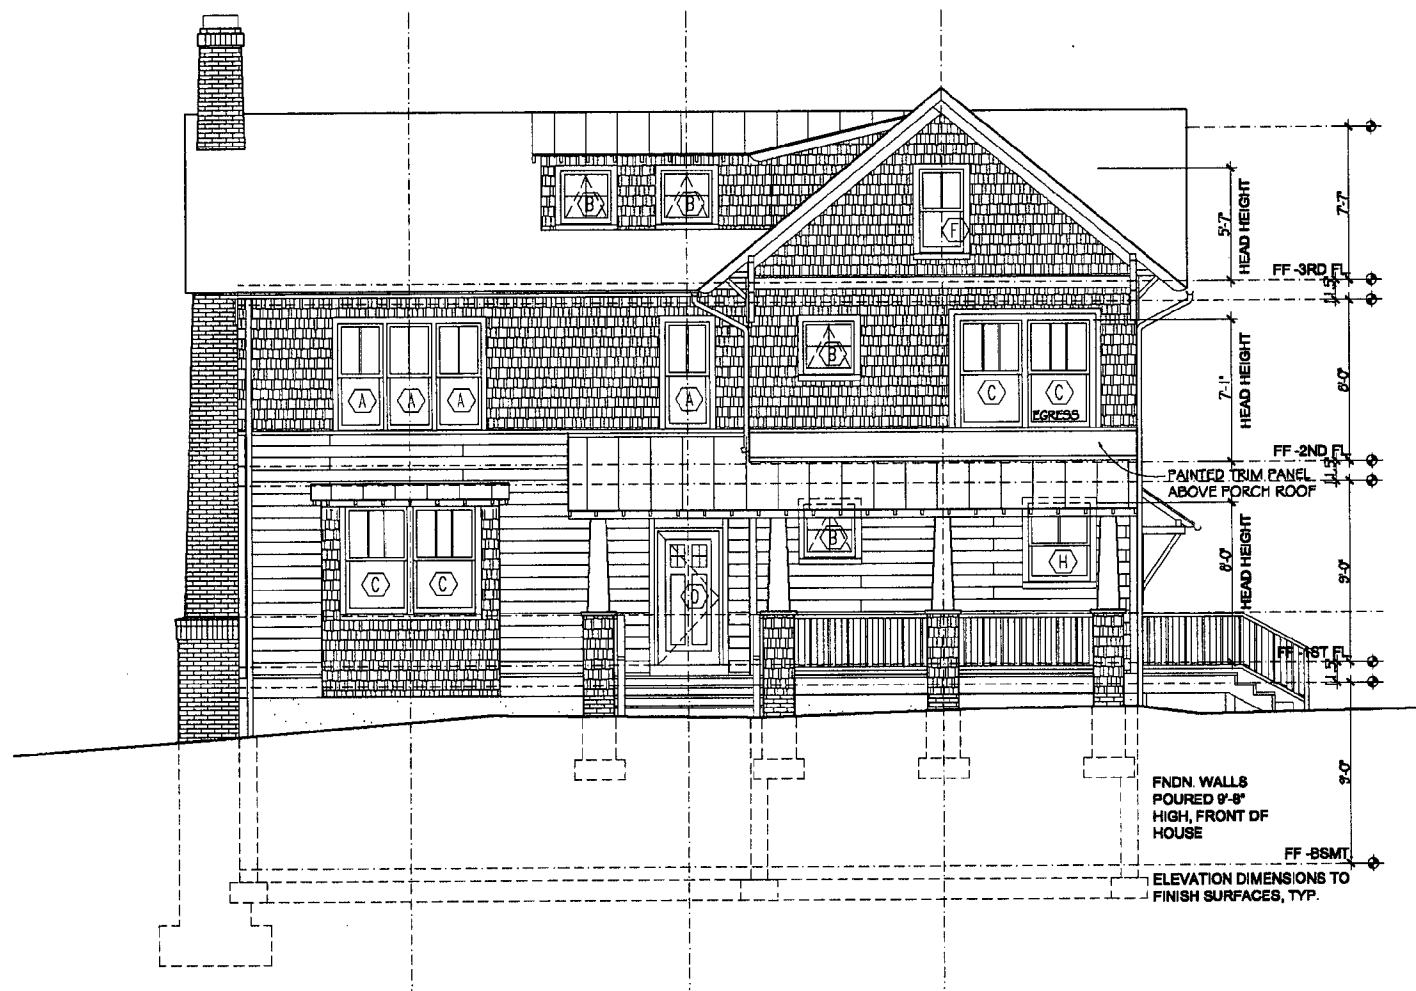 B
B
F
5'-7"
HEAD HEIGHT
7'-7"
FF -3RD FL
A
A
A
A
B
C
C
EGRESS
7'-1"
HEAD HEIGHT
8'-0"
FF -2ND FL
PAINTED TRIM PANEL
ABOVE PORCH ROOF
C
C
D
B
H
8'-0"
HEAD HEIGHT
9'-0"
FF -1ST FL
9'-0"
FNDN. WALLS
POURED 9'-8"
HIGH, FRONT OF
HOUSE
FF -BSMT
ELEVATION DIMENSIONS TO
FINISH SURFACES, TYP.